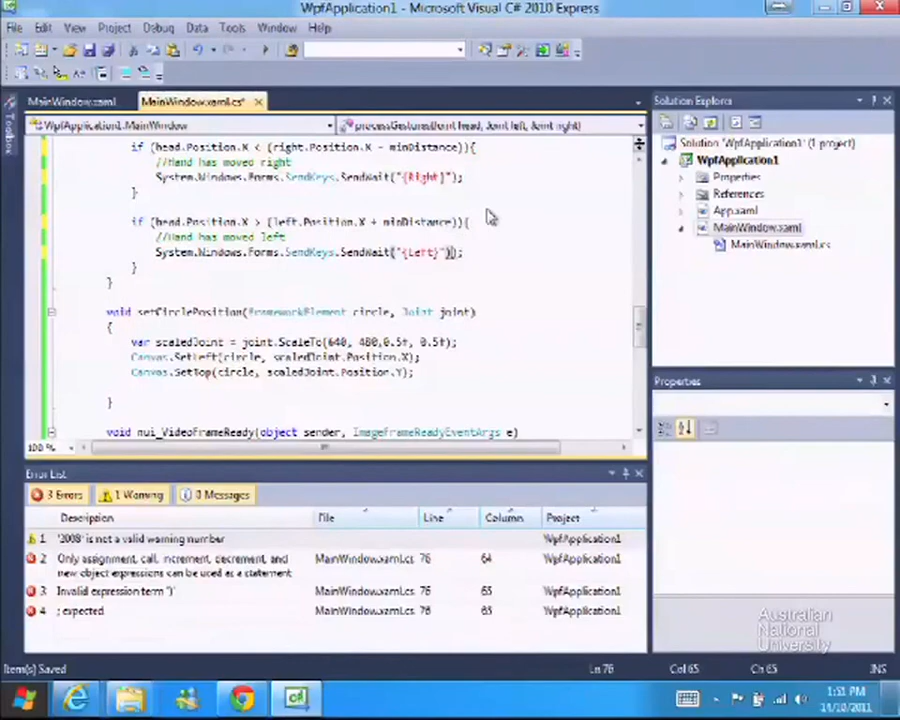 WpfApplication1 - Microsoft Visual C# 2010 Express
File Edit View Project Debug Data Tools Window Help
MainWindow.xaml MainWindow.xaml.cs*
WpfApplication1.MainWindow processGesture(Joint head, Joint left, Joint right)
if (head.Position.X < (right.Position.X - minDistance)){
//Hand has moved right
System.Windows.Forms.SendKeys.SendWait("{Right}");
}
if (head.Position.X > (left.Position.X + minDistance)){
//Hand has moved left
System.Windows.Forms.SendKeys.SendWait("{Left}");
}
}
void setCirclePosition(FrameworkElement circle, Joint joint)
{
var scaledJoint = joint.ScaleTo(640, 480,0.5f, 0.5f);
Canvas.SetLeft(circle, scaledJoint.Position.X);
Canvas.SetTop(circle, scaledJoint.Position.Y);
}
void nui_VideoFrameReady(object sender, ImageFrameReadyEventArgs e)
100 %
Toolbox
Solution Explorer
Solution 'WpfApplication1' (1 project)
WpfApplication1
Properties
References
App.xaml
MainWindow.xaml
MainWindow.xaml.cs
Properties
Error List
3 Errors 1 Warning 0 Messages
Description File Line Column Project
1 '2008' is not a valid warning number WpfApplication1
2 Only assignment, call, increment, decrement, and MainWindow.xaml.cs 76 64 WpfApplication1
new object expressions can be used as a statement
3 Invalid expression term ')' MainWindow.xaml.cs 76 65 WpfApplication1
4 ; expected MainWindow.xaml.cs 76 65 WpfApplication1
Australian
National
University
Item(s) Saved Ln 76 Col 65 Ch 65 INS
1:51 PM
14/10/2011